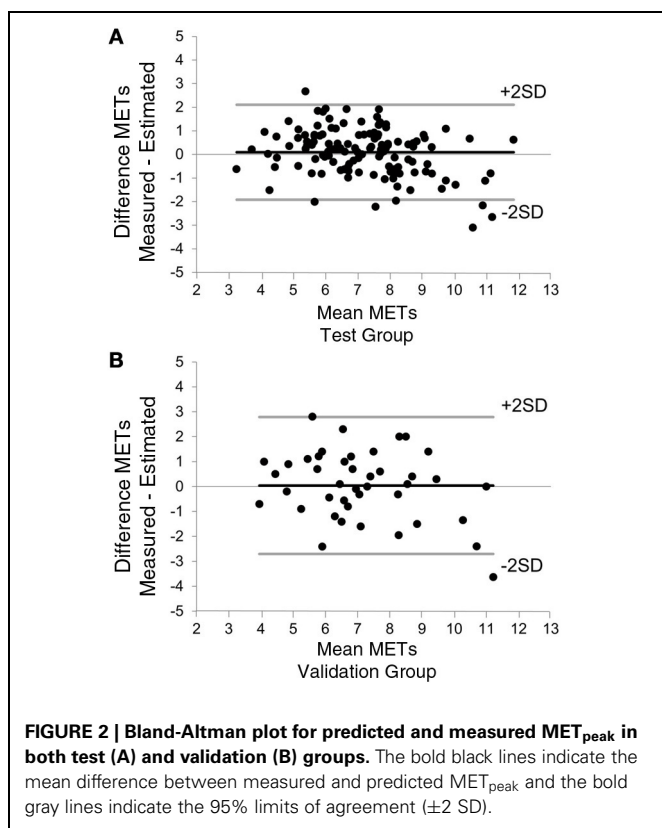 A
5
4
3
2
1
0
-1
-2
-3
-4
-5
Difference METs
Measured - Estimated
+2SD
-2SD
2 3 4 5 6 7 8 9 10 11 12 13
Mean METs
Test Group
B
5
4
3
2
1
0
-1
-2
-3
-4
-5
Difference METs
Measured - Estimated
+2SD
-2SD
2 3 4 5 6 7 8 9 10 11 12 13
Mean METs
Validation Group
FIGURE 2 | Bland-Altman plot for predicted and measured METpeak in
both test (A) and validation (B) groups. The bold black lines indicate the
mean difference between measured and predicted METpeak and the bold
gray lines indicate the 95% limits of agreement (±2 SD).